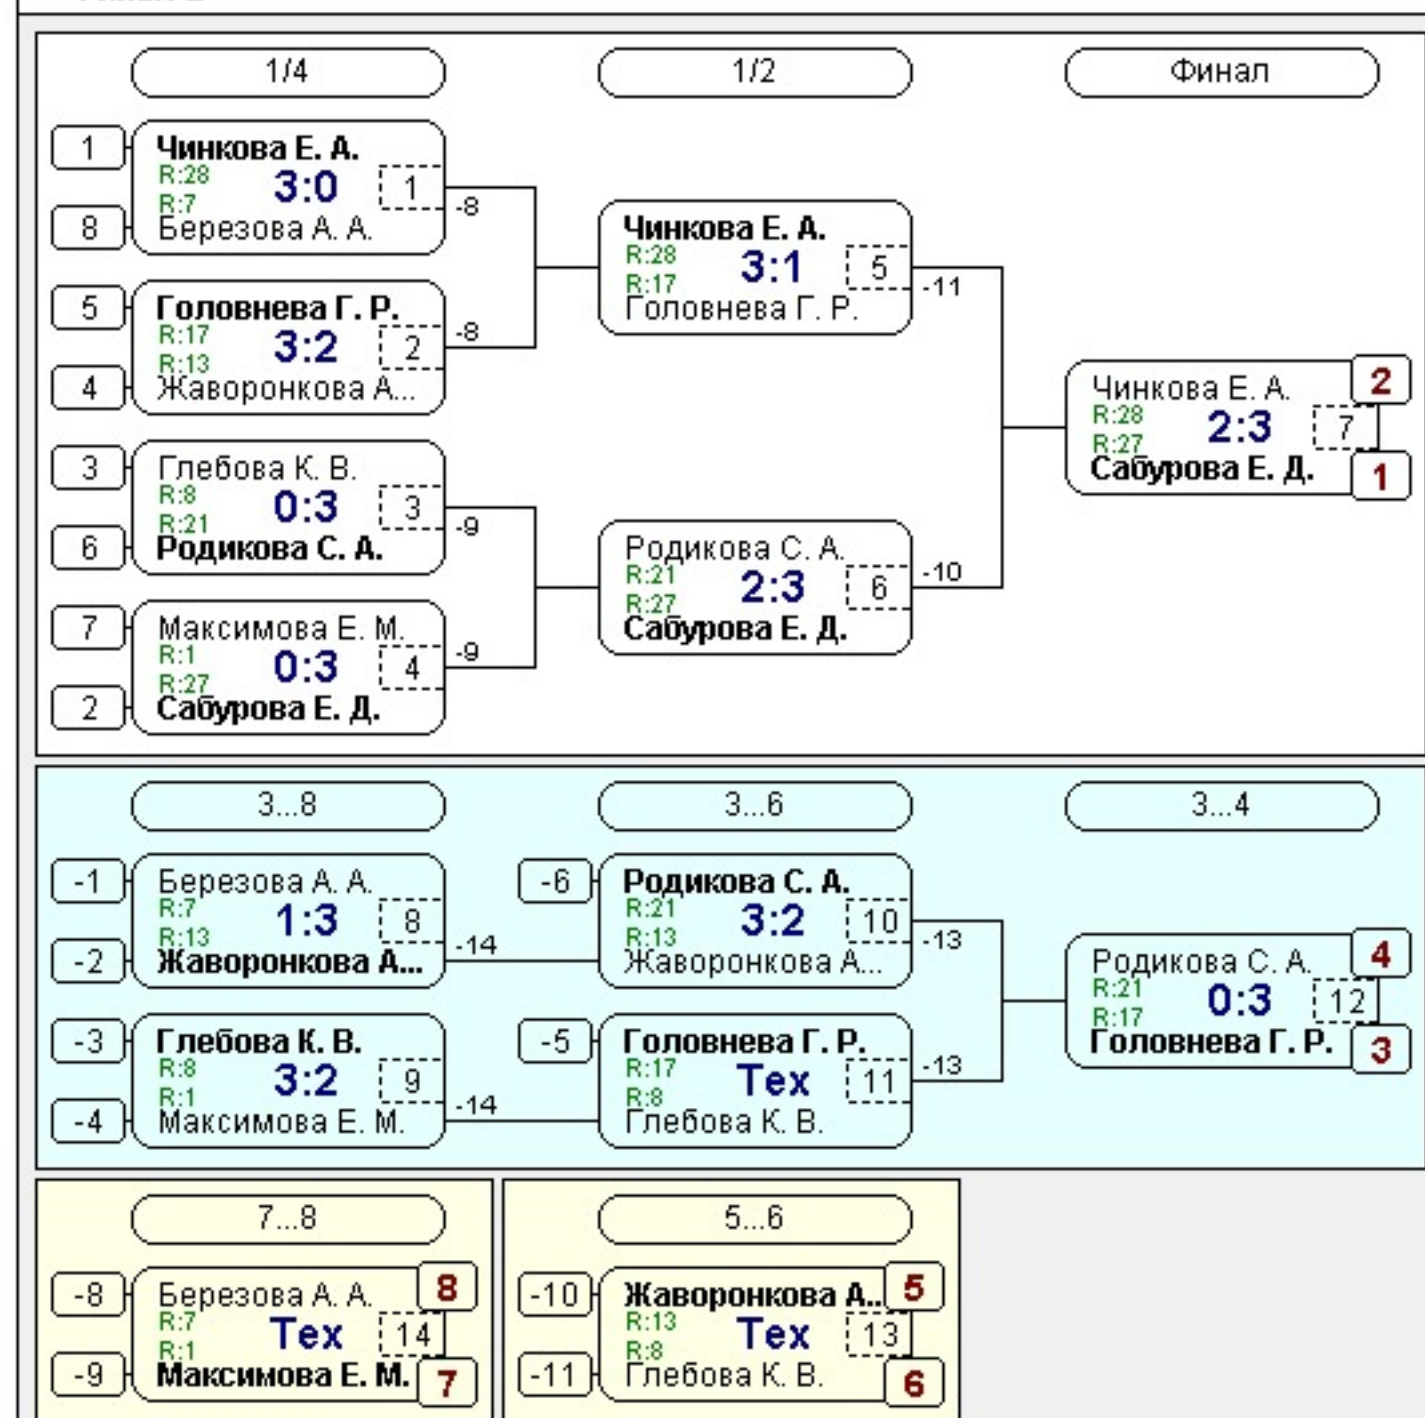 1/4
1/2
Финал
1
Чинкова Е. А.
R:28
3:0
1
R:7
8
Березова А. А.
-8
5
Головнева Г. Р.
R:17
3:2
2
R:13
4
Жаворонкова А...
-8
3
Глебова К. В.
R:8
0:3
3
R:21
6
Родикова С. А.
-9
7
Максимова Е. М.
R:1
0:3
4
R:27
2
Сабурова Е. Д.
-9
Чинкова Е. А.
R:28
3:1
5
R:17
Головнева Г. Р.
-11
Родикова С. А.
R:21
2:3
6
R:27
Сабурова Е. Д.
-10
Чинкова Е. А.
2
R:28
2:3
7
R:27
Сабурова Е. Д.
1
3...8
3...6
3...4
-1
Березова А. А.
R:7
1:3
8
R:13
-2
Жаворонкова А...
-14
-3
Глебова К. В.
R:8
3:2
9
R:1
-4
Максимова Е. М.
-14
-6
Родикова С. А.
R:21
3:2
10
R:13
Жаворонкова А...
-13
-5
Головнева Г. Р.
R:17
Тех
11
R:8
Глебова К. В.
-13
Родикова С. А.
4
R:21
0:3
12
R:17
Головнева Г. Р.
3
7...8
-8
Березова А. А.
8
R:7
Тех
14
R:1
-9
Максимова Е. М.
7
5...6
-10
Жаворонкова А...
5
R:13
Тех
13
R:8
-11
Глебова К. В.
6